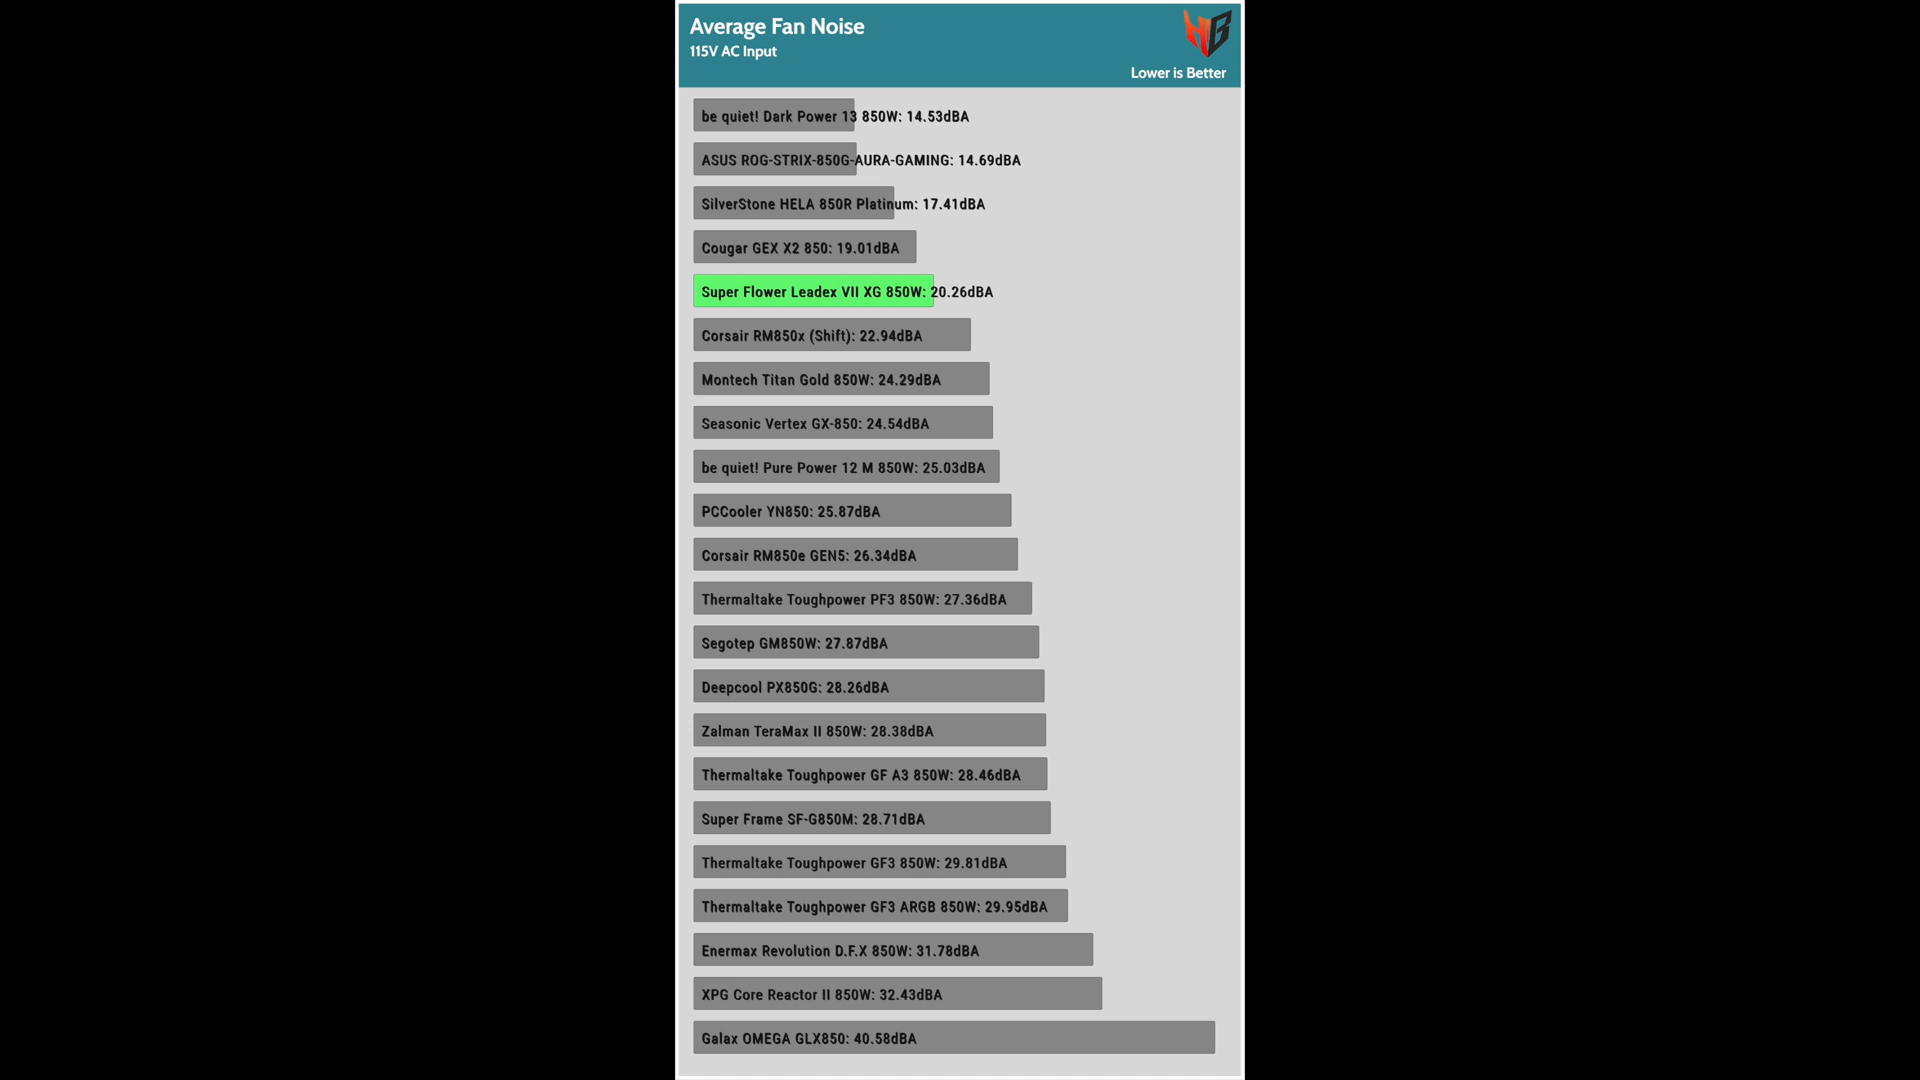 Average Fan Noise
115V AC Input
Lower is Better
be quiet! Dark Power 13 850W: 14.53dBA
ASUS ROG-STRIX-850G-AURA-GAMING: 14.69dBA
SilverStone HELA 850R Platinum: 17.41dBA
Cougar GEX X2 850: 19.01dBA
Super Flower Leadex VII XG 850W: 20.26dBA
Corsair RM850x (Shift): 22.94dBA
Montech Titan Gold 850W: 24.29dBA
Seasonic Vertex GX-850: 24.54dBA
be quiet! Pure Power 12 M 850W: 25.03dBA
PCCooler YN850: 25.87dBA
Corsair RM850e GEN5: 26.34dBA
Thermaltake Toughpower PF3 850W: 27.36dBA
Segotep GM850W: 27.87dBA
Deepcool PX850G: 28.26dBA
Zalman TeraMax II 850W: 28.38dBA
Thermaltake Toughpower GF A3 850W: 28.46dBA
Super Frame SF-G850M: 28.71dBA
Thermaltake Toughpower GF3 850W: 29.81dBA
Thermaltake Toughpower GF3 ARGB 850W: 29.95dBA
Enermax Revolution D.F.X 850W: 31.78dBA
XPG Core Reactor II 850W: 32.43dBA
Galax OMEGA GLX850: 40.58dBA